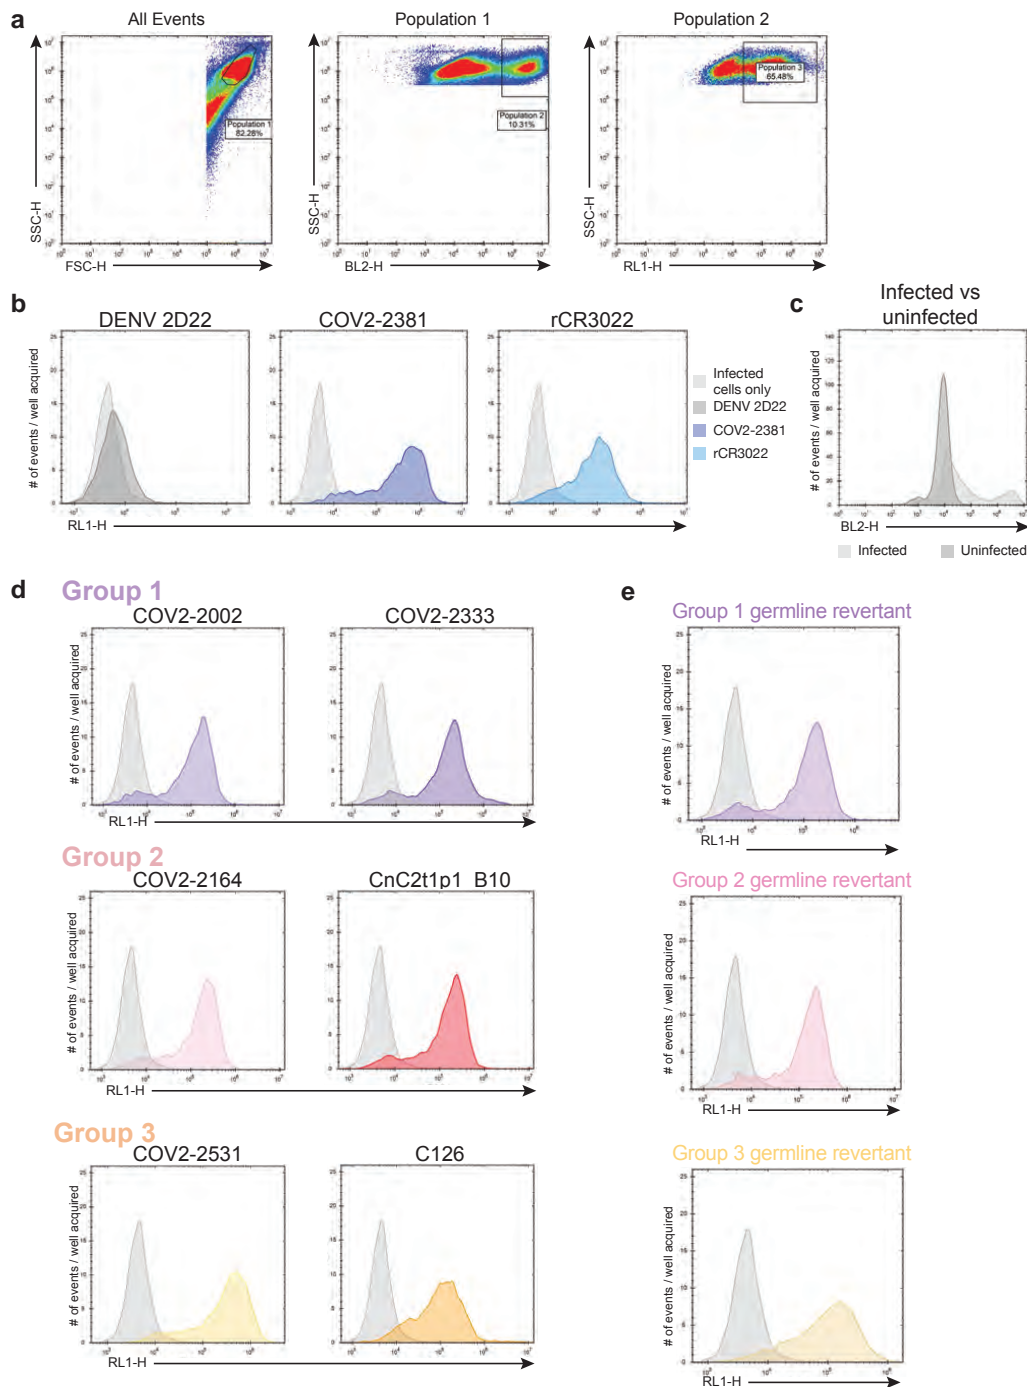 a
All Events
Population 1
Population 2
SSC-H
Population 1
82.28%
FSC-H
SSC-H
Population 2
10.31%
BL2-H
SSC-H
Population 3
65.48%
RL1-H
b
DENV 2D22
COV2-2381
rCR3022
# of events / well acquired
RL1-H
Infected
cells only
DENV 2D22
COV2-2381
rCR3022
c
Infected vs
uninfected
# of events / well acquired
BL2-H
Infected
Uninfected
d
Group 1
COV2-2002
COV2-2333
# of events / well acquired
RL1-H
Group 2
COV2-2164
CnC2t1p1_B10
# of events / well acquired
RL1-H
Group 3
COV2-2531
C126
# of events / well acquired
RL1-H
e
Group 1 germline revertant
# of events / well acquired
RL1-H
Group 2 germline revertant
# of events / well acquired
RL1-H
Group 3 germline revertant
# of events / well acquired
RL1-H